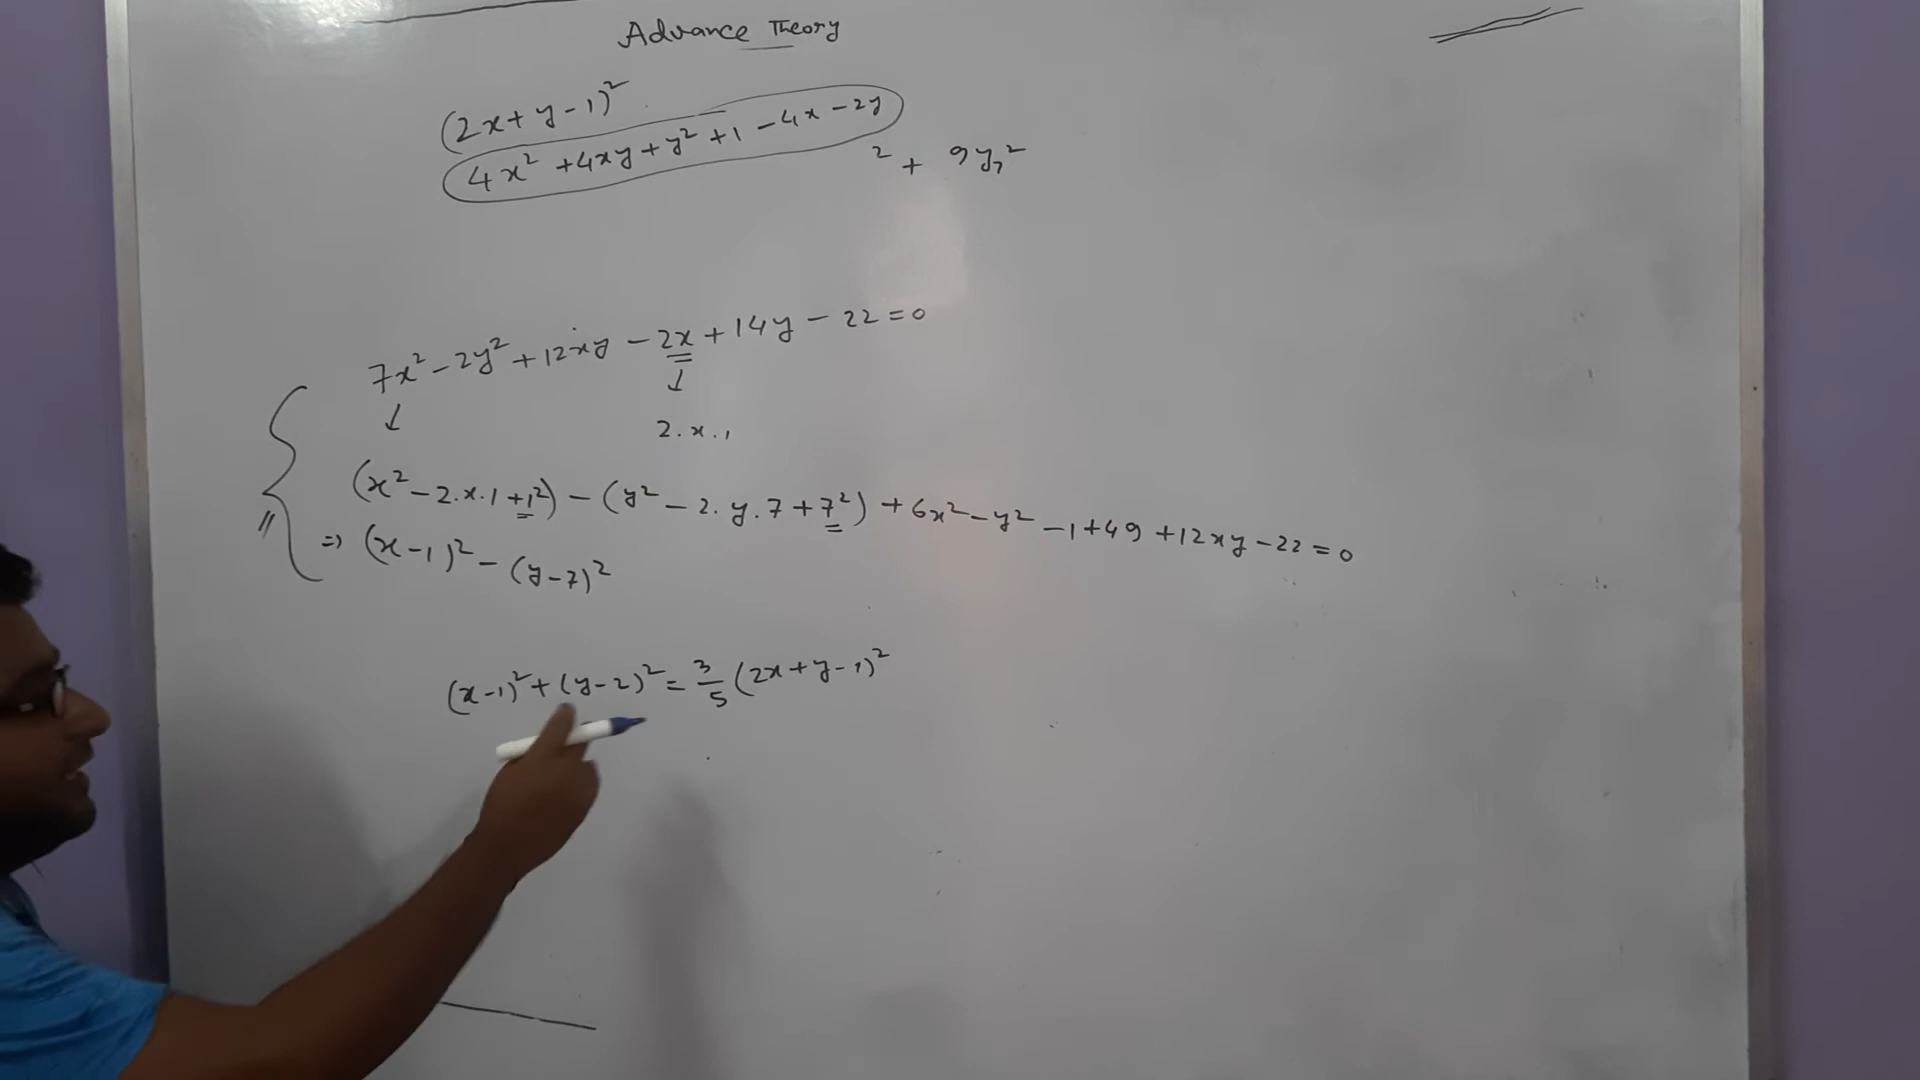 Advance Theory
(2x+y-1)²
4x²+4xy+y²+1-4x-2y
² + 9y²
7x²-2y²+12xy-2x+14y-22=0
2.x.1
(x²-2.x.1+1²)-(y²-2.y.7+7²)+6x²-y²-1+49+12xy-22=0
⇒ (x-1)²-(y-7)²
(x-1)²+(y-2)²=3/5(2x+y-1)²